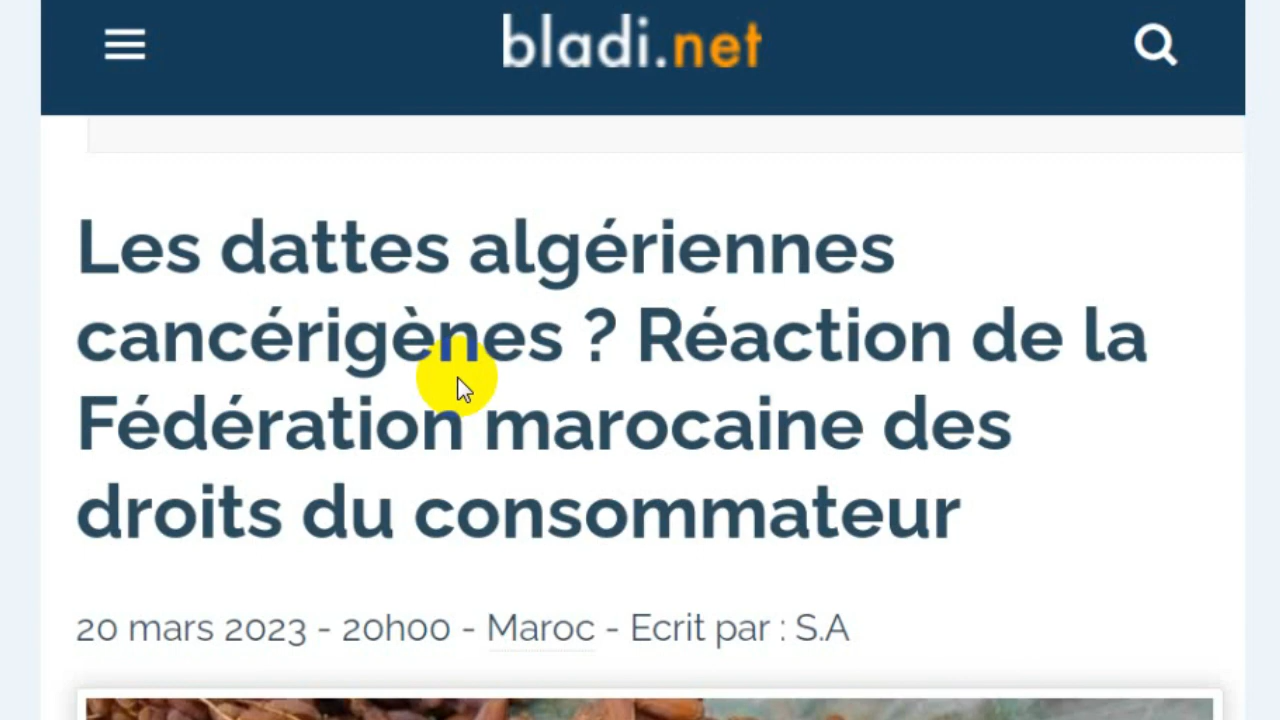 bladi.net
Les dattes algériennes
cancérigènes ? Réaction de la
Fédération marocaine des
droits du consommateur
20 mars 2023 - 20h00 - Maroc - Ecrit par : S.A